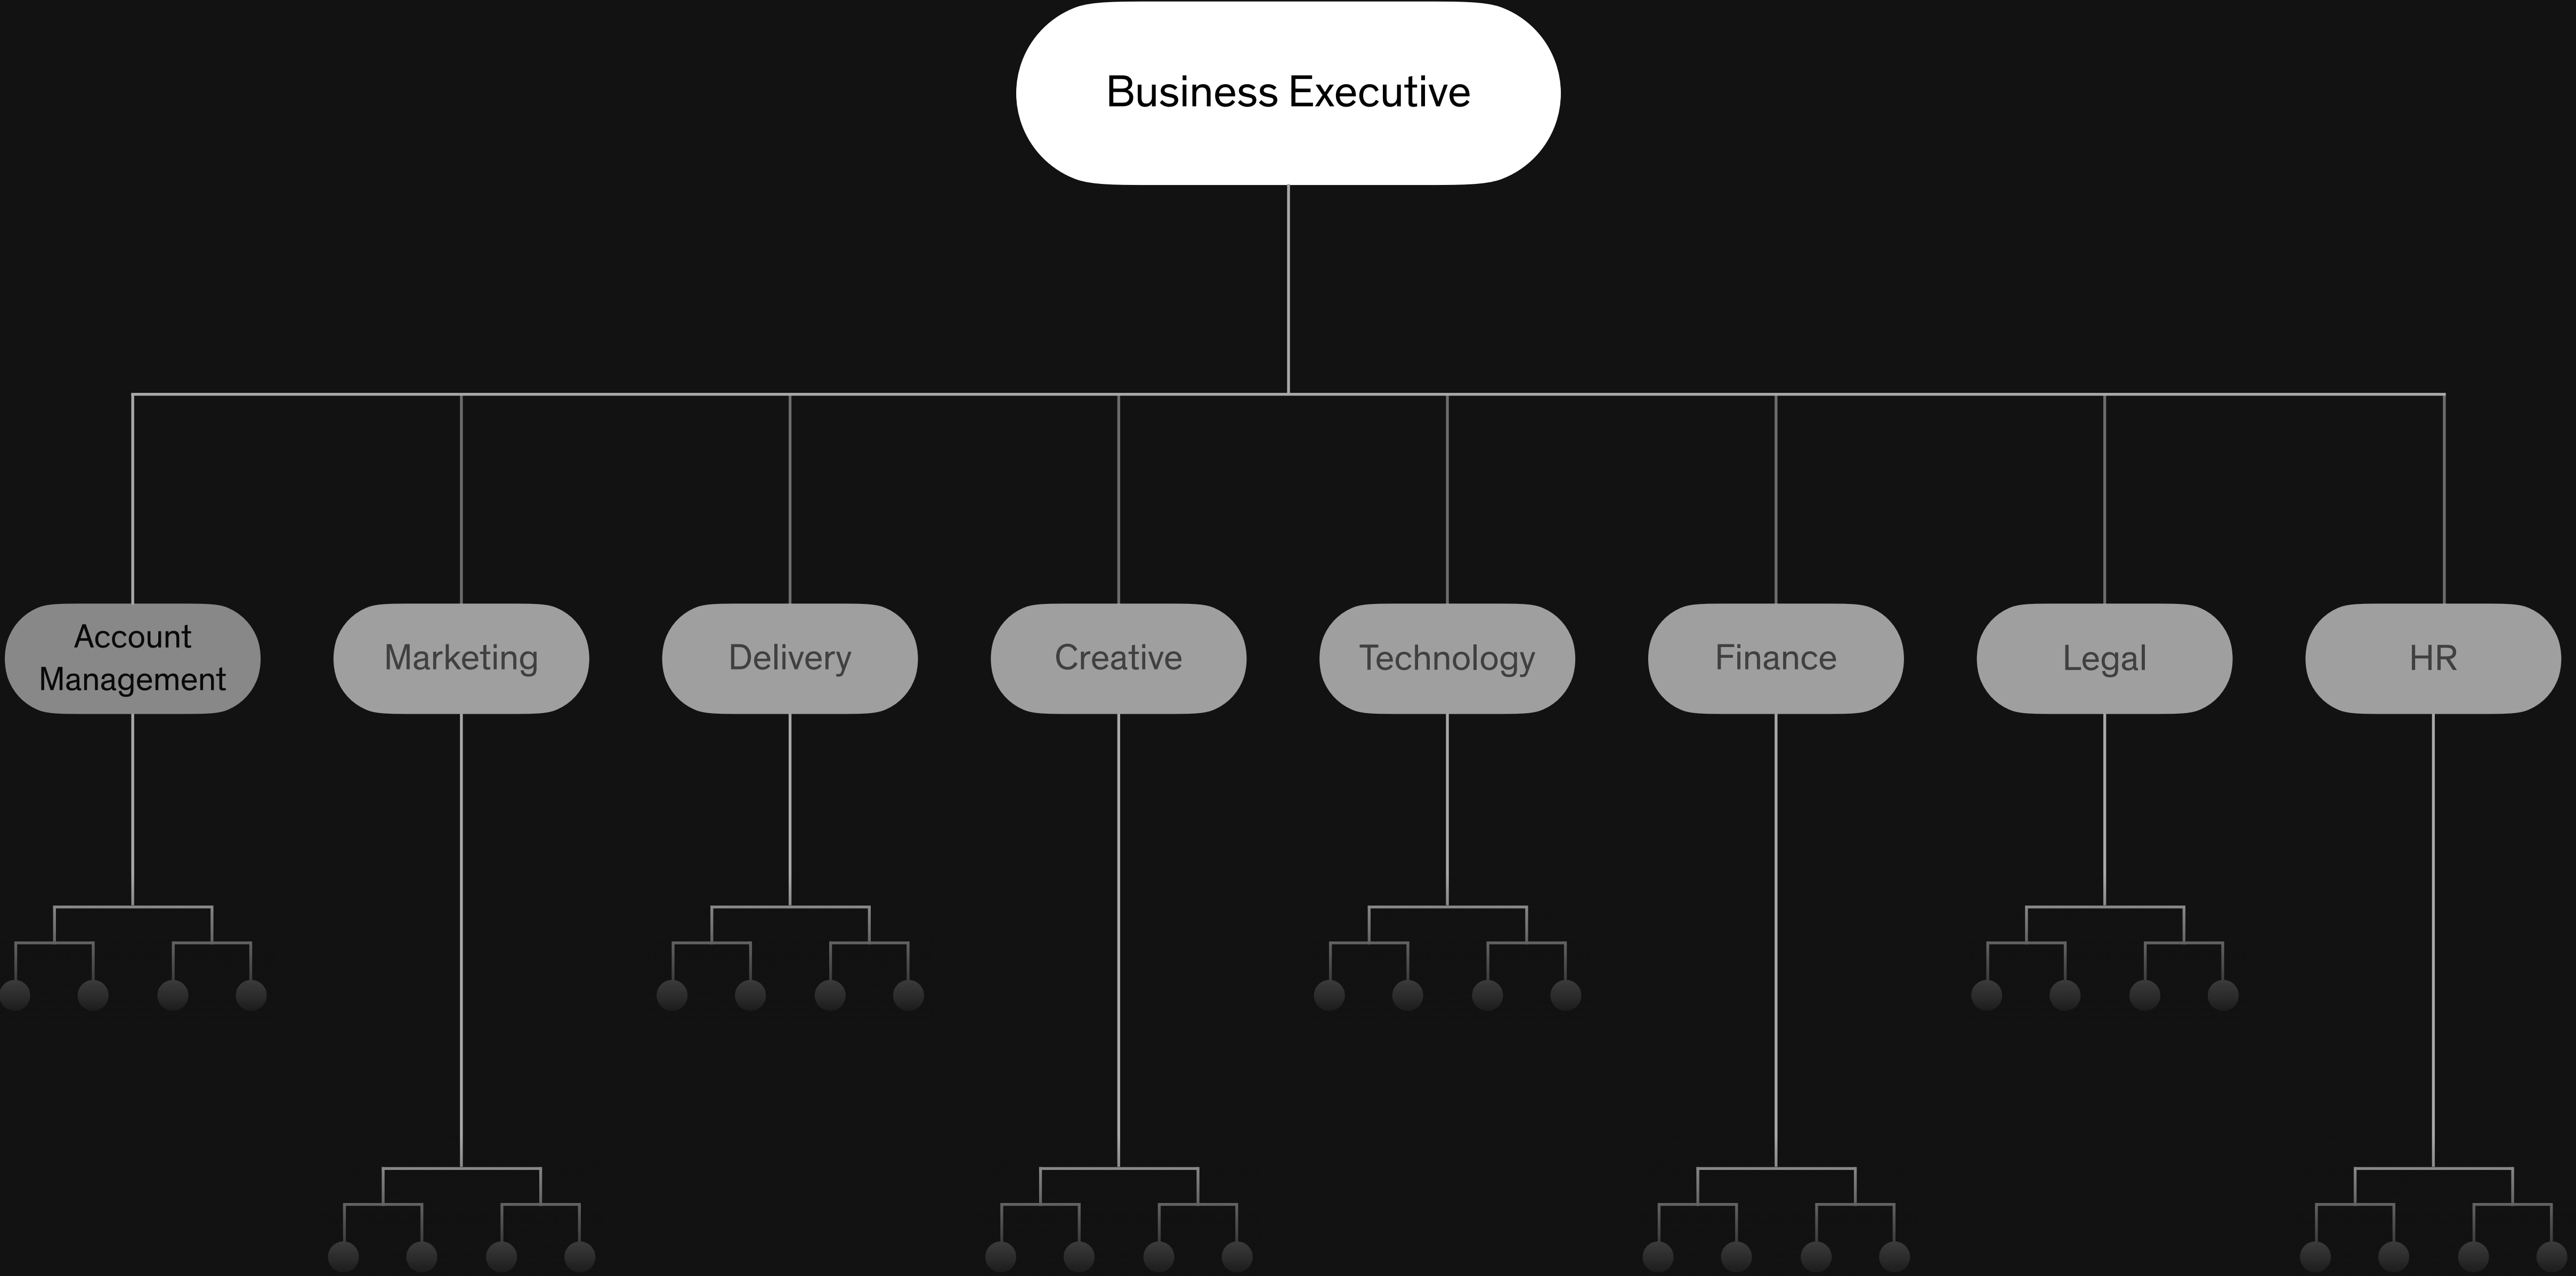 Business Executive
Account
Management
Marketing
Delivery
Creative
Technology
Finance
Legal
HR